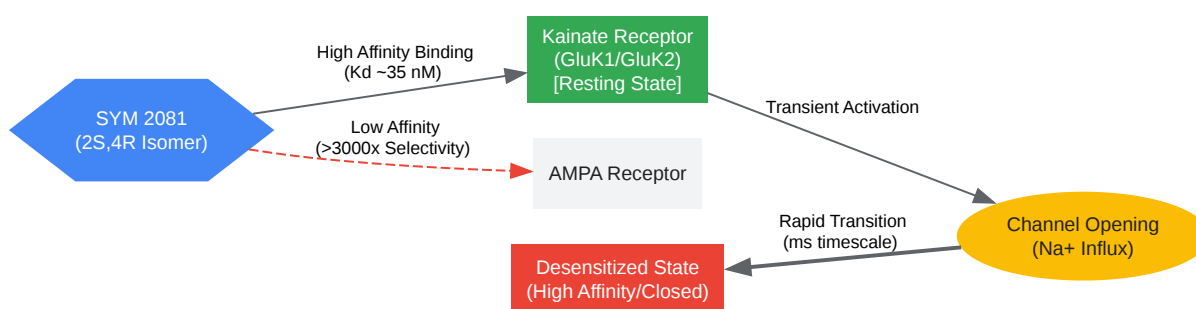 SYM 2081
(2S,4R Isomer)
High Affinity Binding
(Kd ~35 nM)
Low Affinity
(>3000x Selectivity)
Kainate Receptor
(GluK1/GluK2)
[Resting State]
AMPA Receptor
Transient Activation
Channel Opening
(Na+ Influx)
Rapid Transition
(ms timescale)
Desensitized State
(High Affinity/Closed)